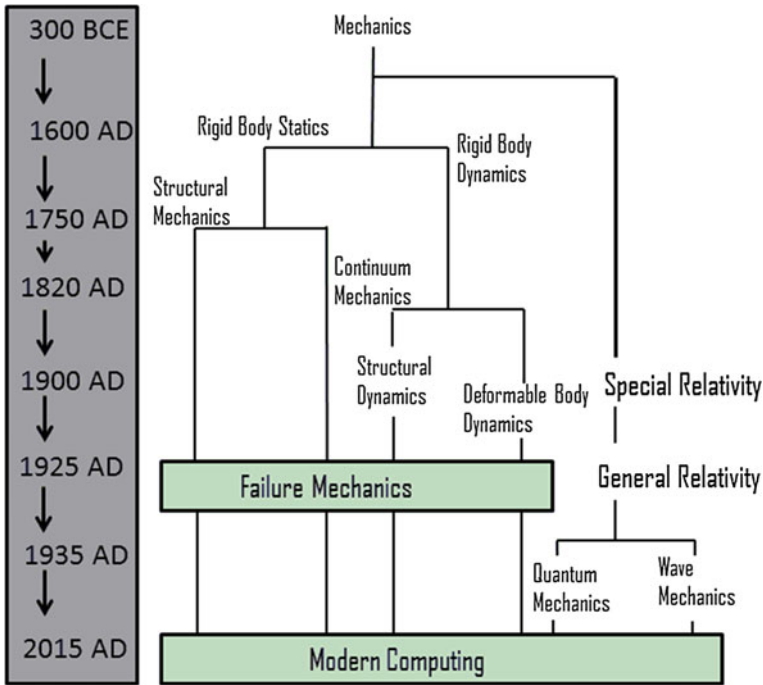 300 BCE
1600 AD
1750 AD
1820 AD
1900 AD
1925 AD
1935 AD
2015 AD
Mechanics
Rigid Body Statics
Rigid Body
Dynamics
Structural
Mechanics
Continuum
Mechanics
Structural
Dynamics
Deformable Body
Dynamics
Special Relativity
Failure Mechanics
General Relativity
Quantum
Mechanics
Wave
Mechanics
Modern Computing